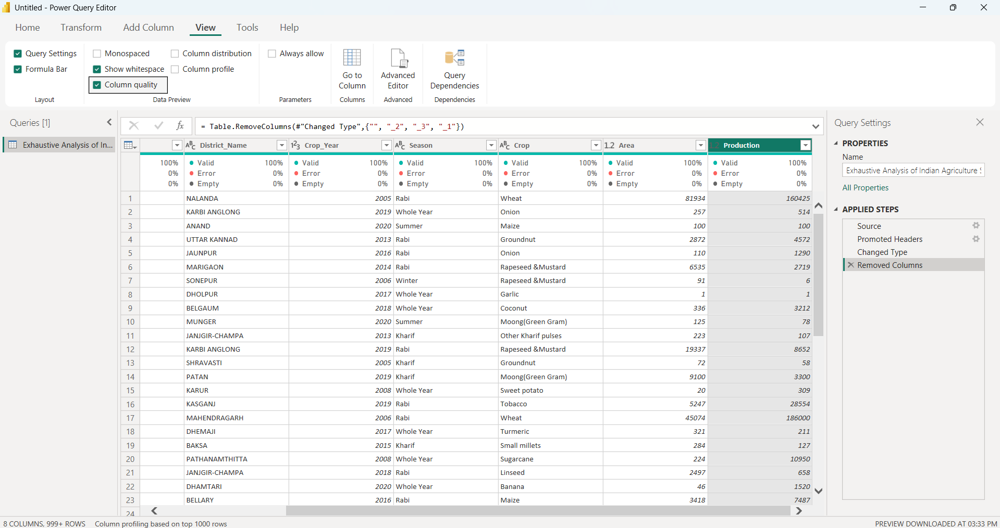 Untitled - Power Query Editor
Home Transform Add Column View Tools Help
Query Settings Monospaced Column distribution Always allow
Formula Bar Show whitespace Column profile
Column quality
Go to Column
Advanced Editor
Query Dependencies
Layout Data Preview Parameters Columns Advanced Dependencies
Queries [1]
Exhaustive Analysis of In...
fx = Table.RemoveColumns(#"Changed Type",{"", "_2", "_3", "_1"})
ABC District_Name 123 Crop_Year ABC Season ABC Crop 1.2 Area 1.2 Production
100% Valid 100% Valid 100% Valid 100% Valid 100% Valid 100% Valid 100%
0% Error 0% Error 0% Error 0% Error 0% Error 0% Error 0%
0% Empty 0% Empty 0% Empty 0% Empty 0% Empty 0% Empty 0%
1 NALANDA 2005 Rabi Wheat 81934 160425
2 KARBI ANGLONG 2019 Whole Year Onion 257 514
3 ANAND 2020 Summer Maize 100 100
4 UTTAR KANNAD 2013 Rabi Groundnut 2872 4572
5 JAUNPUR 2016 Rabi Onion 110 1290
6 MARIGAON 2014 Rabi Rapeseed &Mustard 6535 2719
7 SONEPUR 2006 Winter Rapeseed &Mustard 91 6
8 DHOLPUR 2017 Whole Year Garlic 1 1
9 BELGAUM 2018 Whole Year Coconut 336 3212
10 MUNGER 2020 Summer Moong(Green Gram) 125 78
11 JANJGIR-CHAMPA 2013 Kharif Other Kharif pulses 223 107
12 KARBI ANGLONG 2019 Rabi Rapeseed &Mustard 19337 8652
13 SHRAVASTI 2005 Kharif Groundnut 72 58
14 PATAN 2019 Kharif Moong(Green Gram) 9100 3300
15 KARUR 2008 Whole Year Sweet potato 20 309
16 KASGANJ 2019 Rabi Tobacco 5247 28554
17 MAHENDRAGARH 2006 Rabi Wheat 45074 186000
18 DHEMAJI 2017 Whole Year Turmeric 321 211
19 BAKSA 2015 Kharif Small millets 284 127
20 PATHANAMTHITTA 2008 Whole Year Sugarcane 224 10950
21 JANJGIR-CHAMPA 2018 Rabi Linseed 2497 658
22 DHAMTARI 2020 Whole Year Banana 46 1520
23 BELLARY 2016 Rabi Maize 3418 7487
24
Query Settings
PROPERTIES
Name
Exhaustive Analysis of Indian Agriculture
All Properties
APPLIED STEPS
Source
Promoted Headers
Changed Type
Removed Columns
8 COLUMNS, 999+ ROWS Column profiling based on top 1000 rows PREVIEW DOWNLOADED AT 03:33 PM